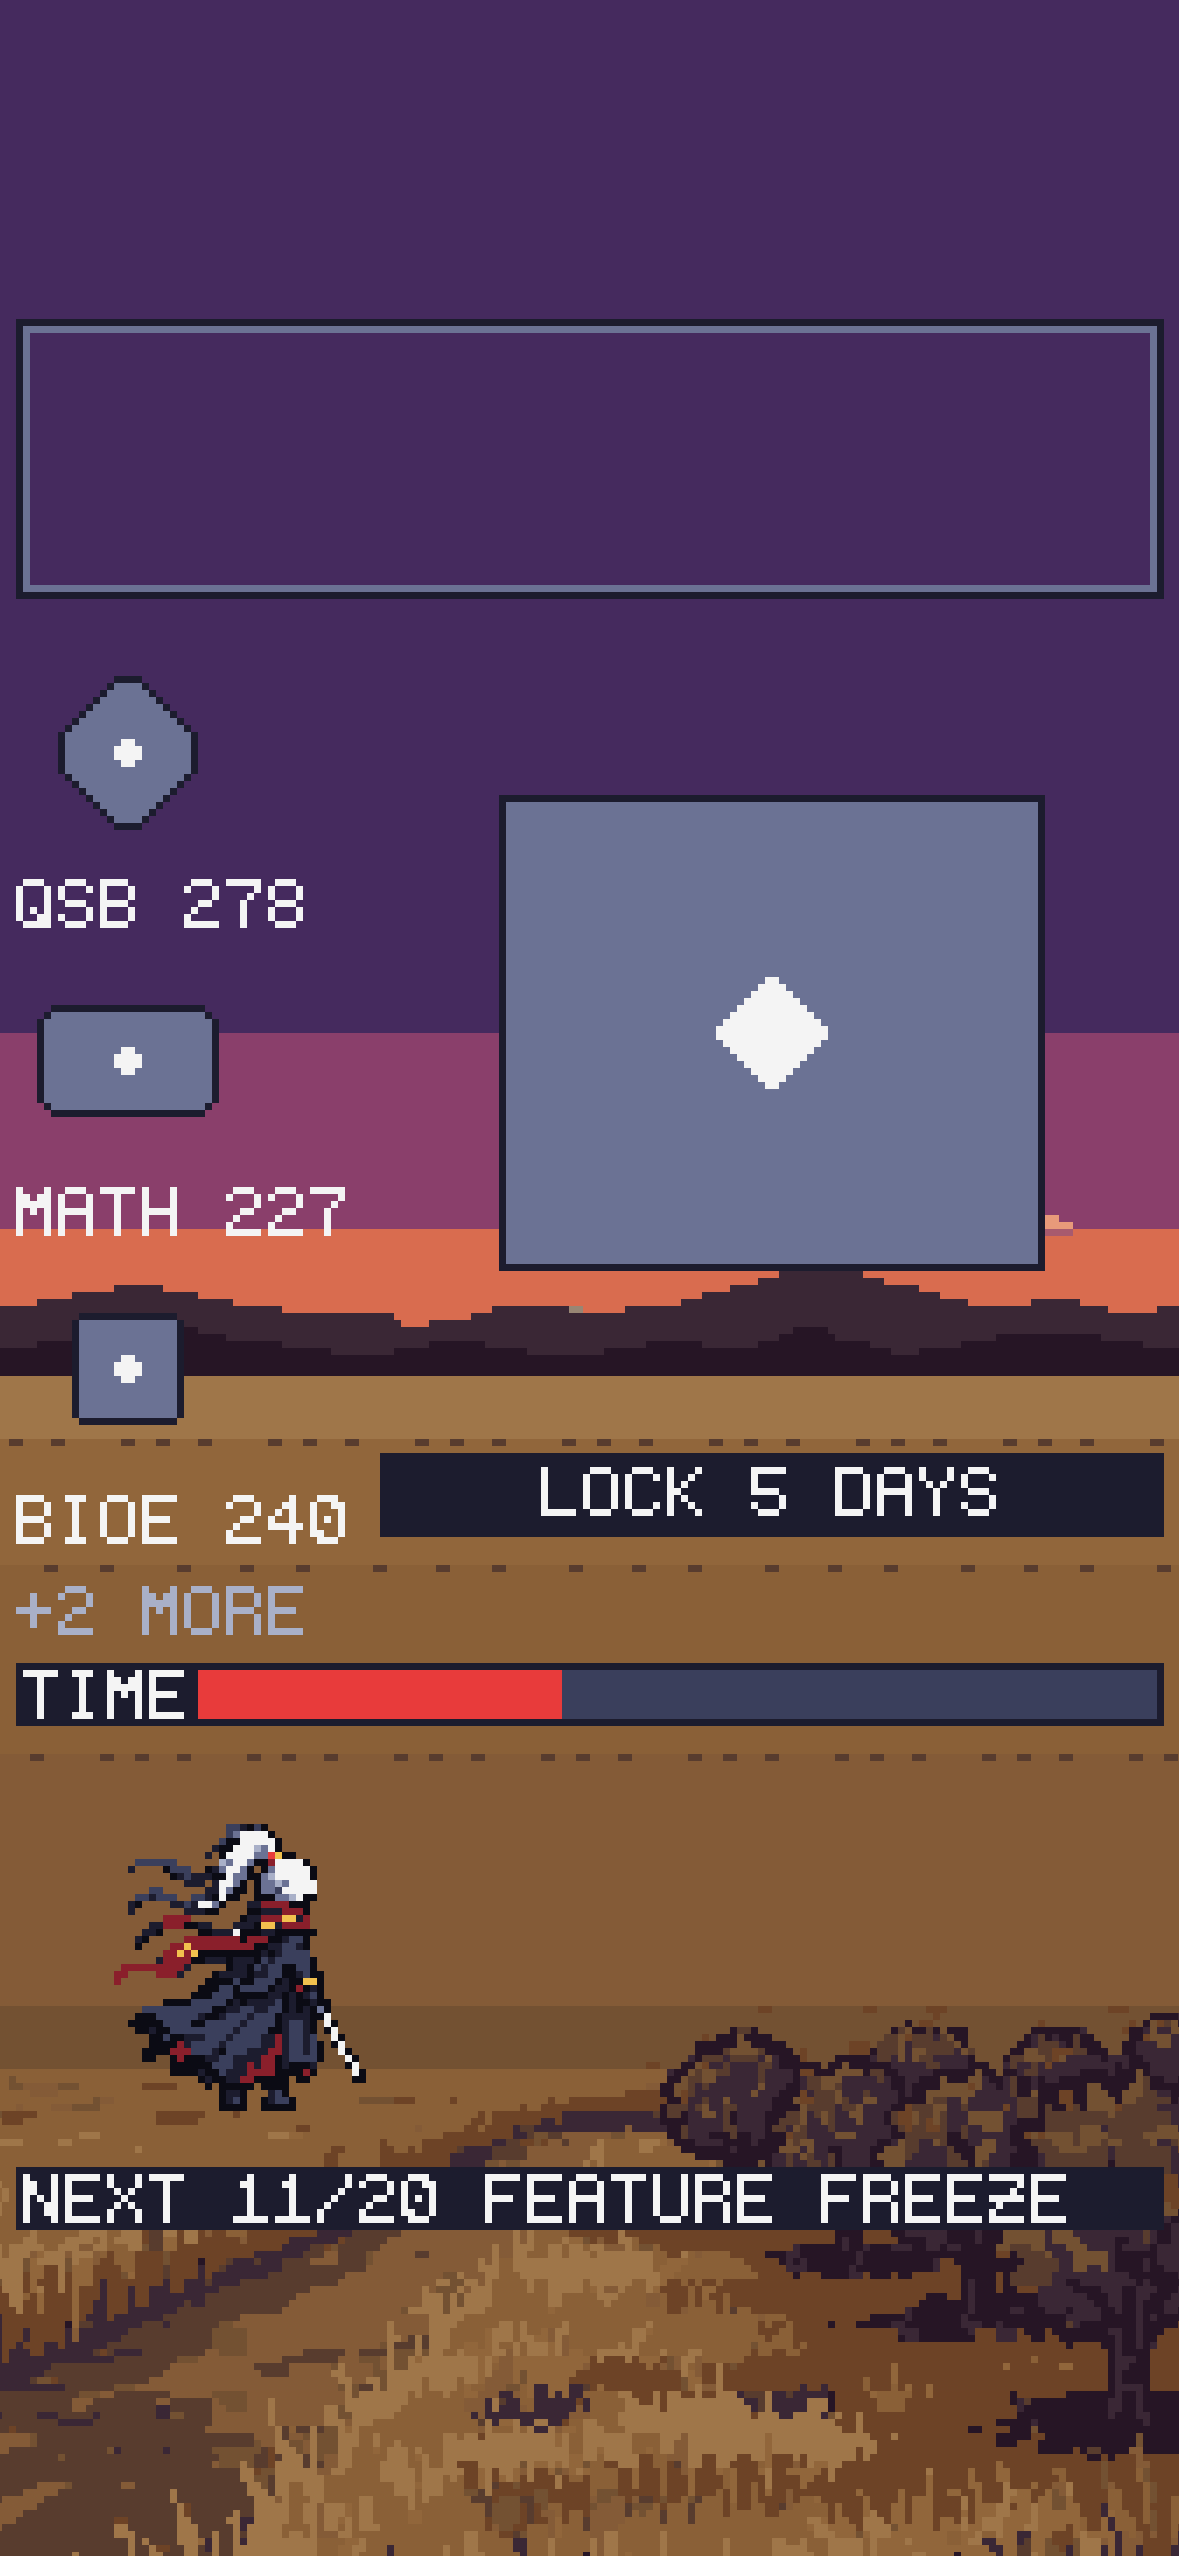 QSB 278
MATH 227
LOCK 5 DAYS
BIOE 240
+2 MORE
TIME
NEXT 11/20 FEATURE FREEZE